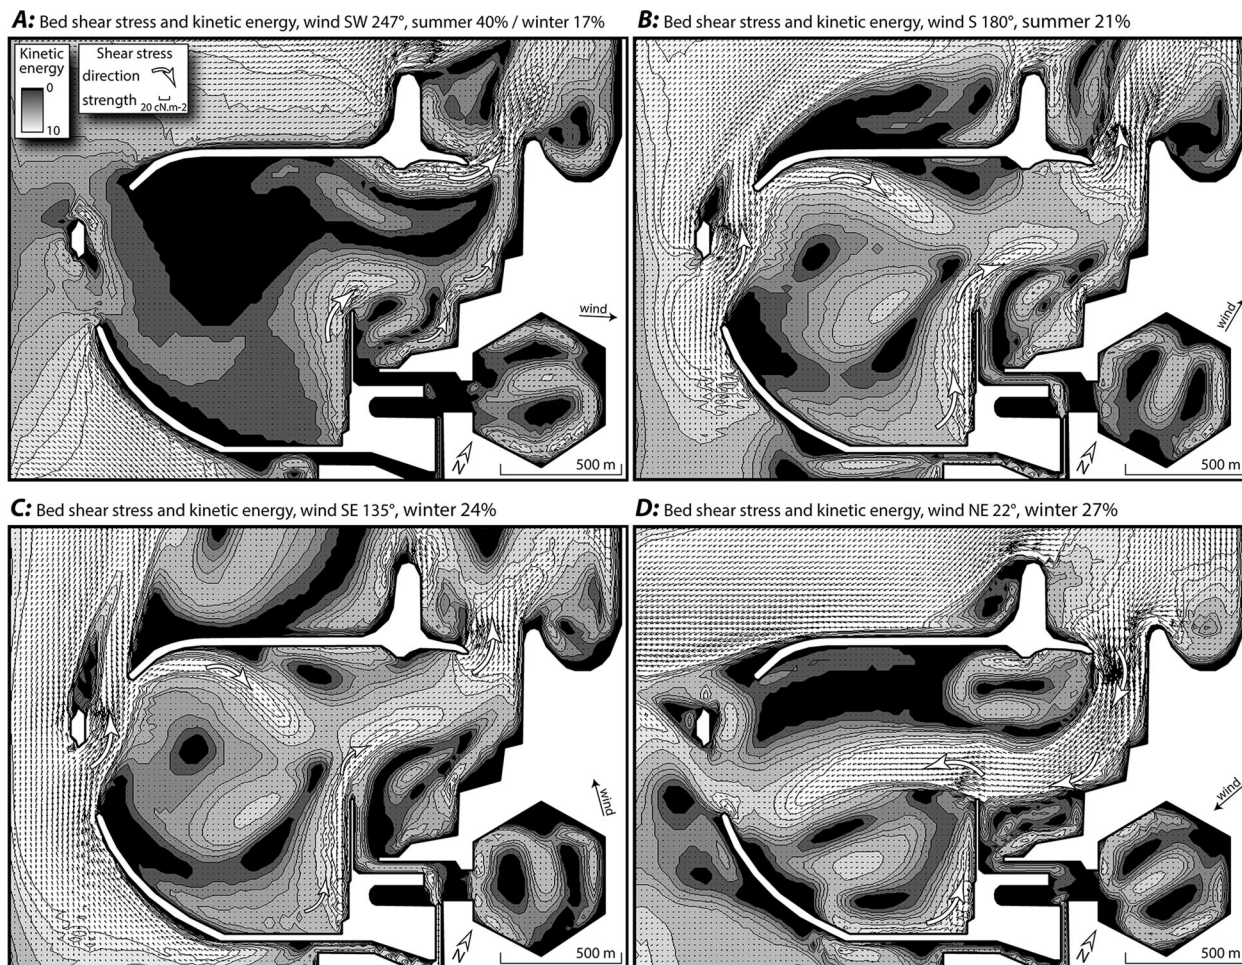 A: Bed shear stress and kinetic energy, wind SW 247°, summer 40% / winter 17%
Kinetic
energy
0
10
Shear stress
direction
strength
20 cN.m-2
wind
N
500 m
B: Bed shear stress and kinetic energy, wind S 180°, summer 21%
wind
N
500 m
C: Bed shear stress and kinetic energy, wind SE 135°, winter 24%
wind
N
500 m
D: Bed shear stress and kinetic energy, wind NE 22°, winter 27%
wind
N
500 m